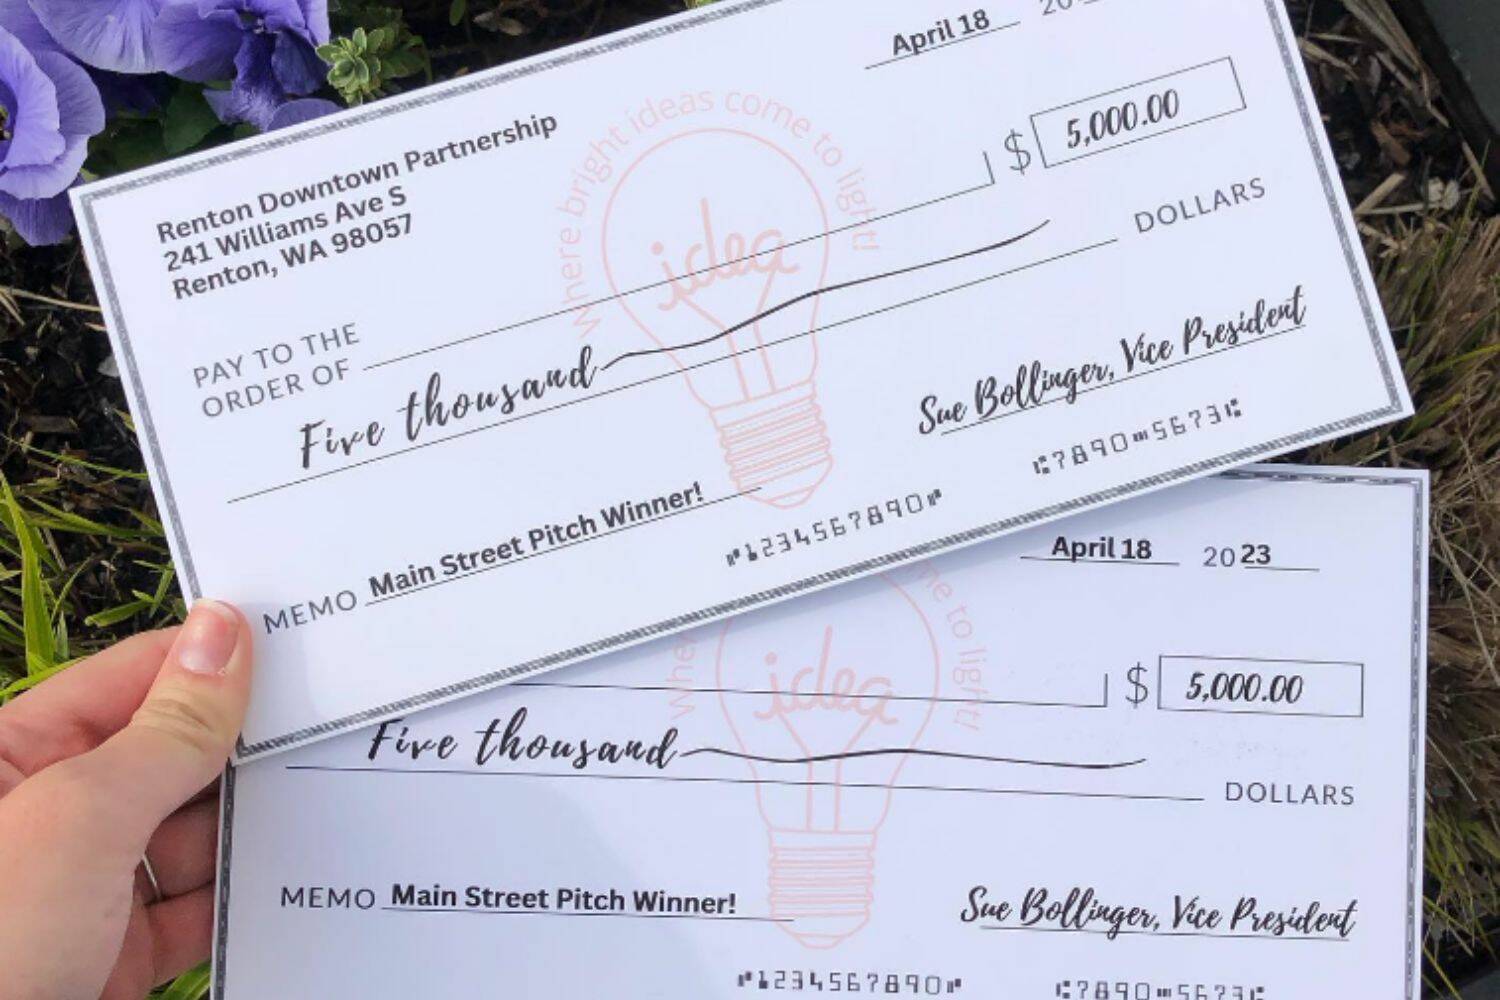 April 18 20
Renton Downtown Partnership
241 Williams Ave S
Renton, WA 98057
where bright ideas come to light!
idea
$ 5,000.00
PAY TO THE
ORDER OF
Five thousand DOLLARS
Sue Bollinger, Vice President
MEMO Main Street Pitch Winner!
⑈1234567890⑈ ⑆7890⑉5673⑆
April 18 2023
me to light!
idea
$ 5,000.00
Five thousand
DOLLARS
MEMO Main Street Pitch Winner!
Sue Bollinger, Vice President
⑈1234567890⑈ ⑆7890⑉5673⑆